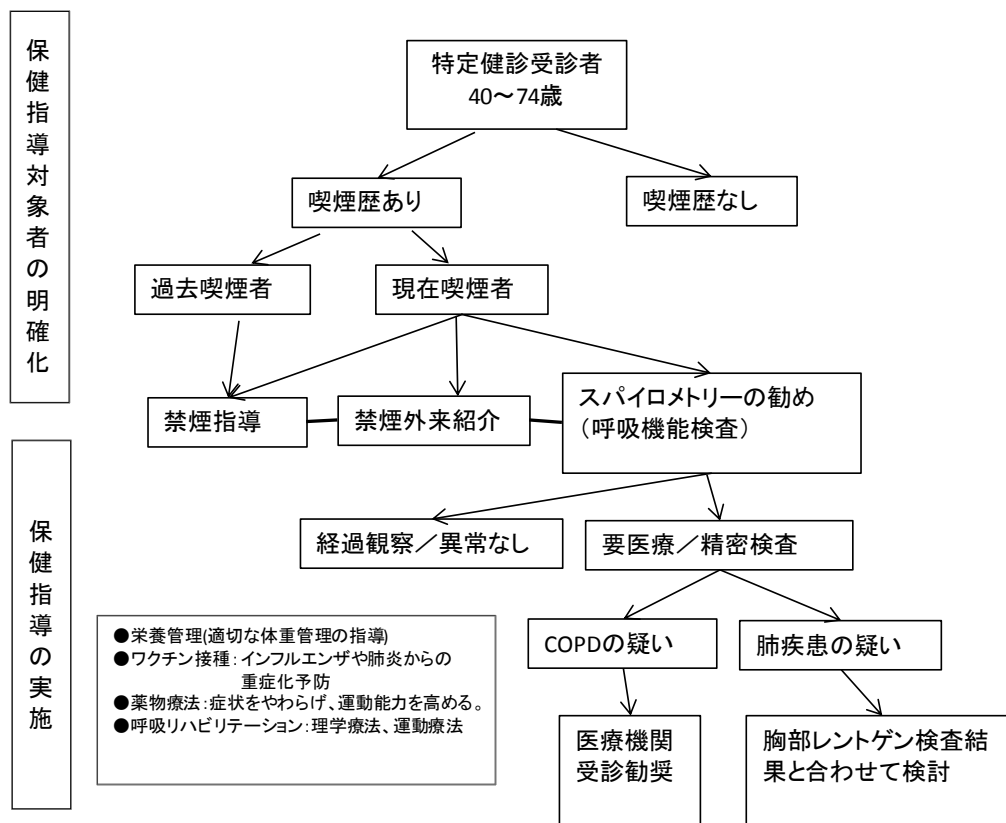 保健指導対象者の明確化
特定健診受診者
40～74歳
喫煙歴あり
喫煙歴なし
過去喫煙者
現在喫煙者
禁煙指導
禁煙外来紹介
スパイロメトリーの勧め
（呼吸機能検査）
保健指導の実施
経過観察／異常なし
要医療／精密検査
●栄養管理(適切な体重管理の指導)
●ワクチン接種：インフルエンザや肺炎からの
重症化予防
●薬物療法：症状をやわらげ、運動能力を高める。
●呼吸リハビリテーション：理学療法、運動療法
COPDの疑い
肺疾患の疑い
医療機関
受診勧奨
胸部レントゲン検査結
果と合わせて検討